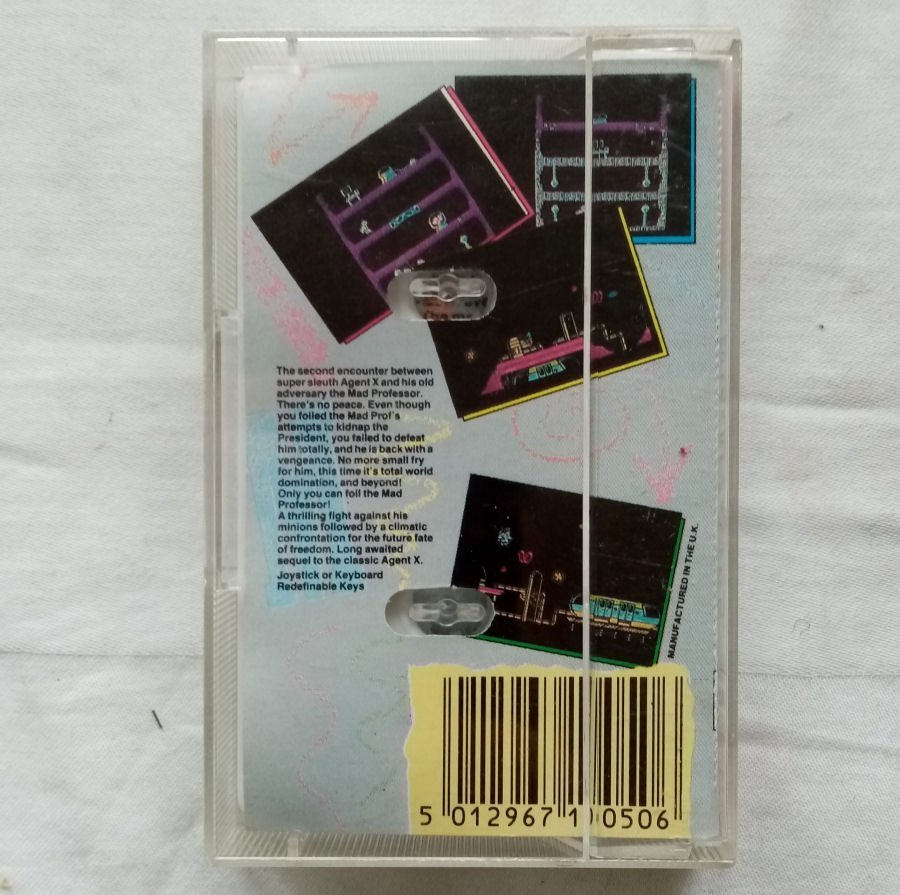 The second encounter between
super sleuth Agent X and his old
adversary the Mad Professor.
There's no peace. Even though
you foiled the Mad Prof's
attempts to kidnap the
President, you failed to defeat
him totally, and he is back with a
vengeance. No more small fry
for him, this time it's total world
domination, and beyond!
Only you can foil the Mad
Professor!
A thrilling fight against his
minions followed by a climatic
confrontation for the future fate
of freedom. Long awaited
sequel to the classic Agent X.
Joystick or Keyboard
Redefinable Keys
MANUFACTURED IN THE U.K.
5 012967 100506